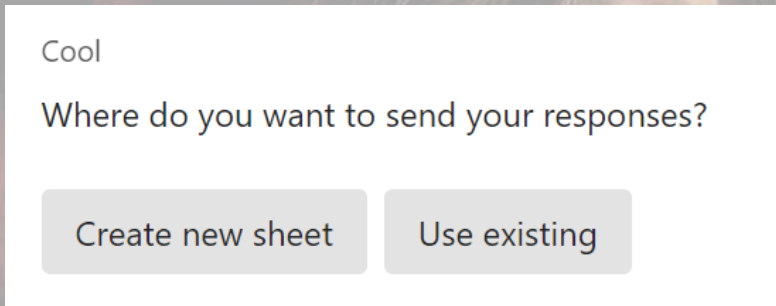 Cool
Where do you want to send your responses?
Create new sheet
Use existing